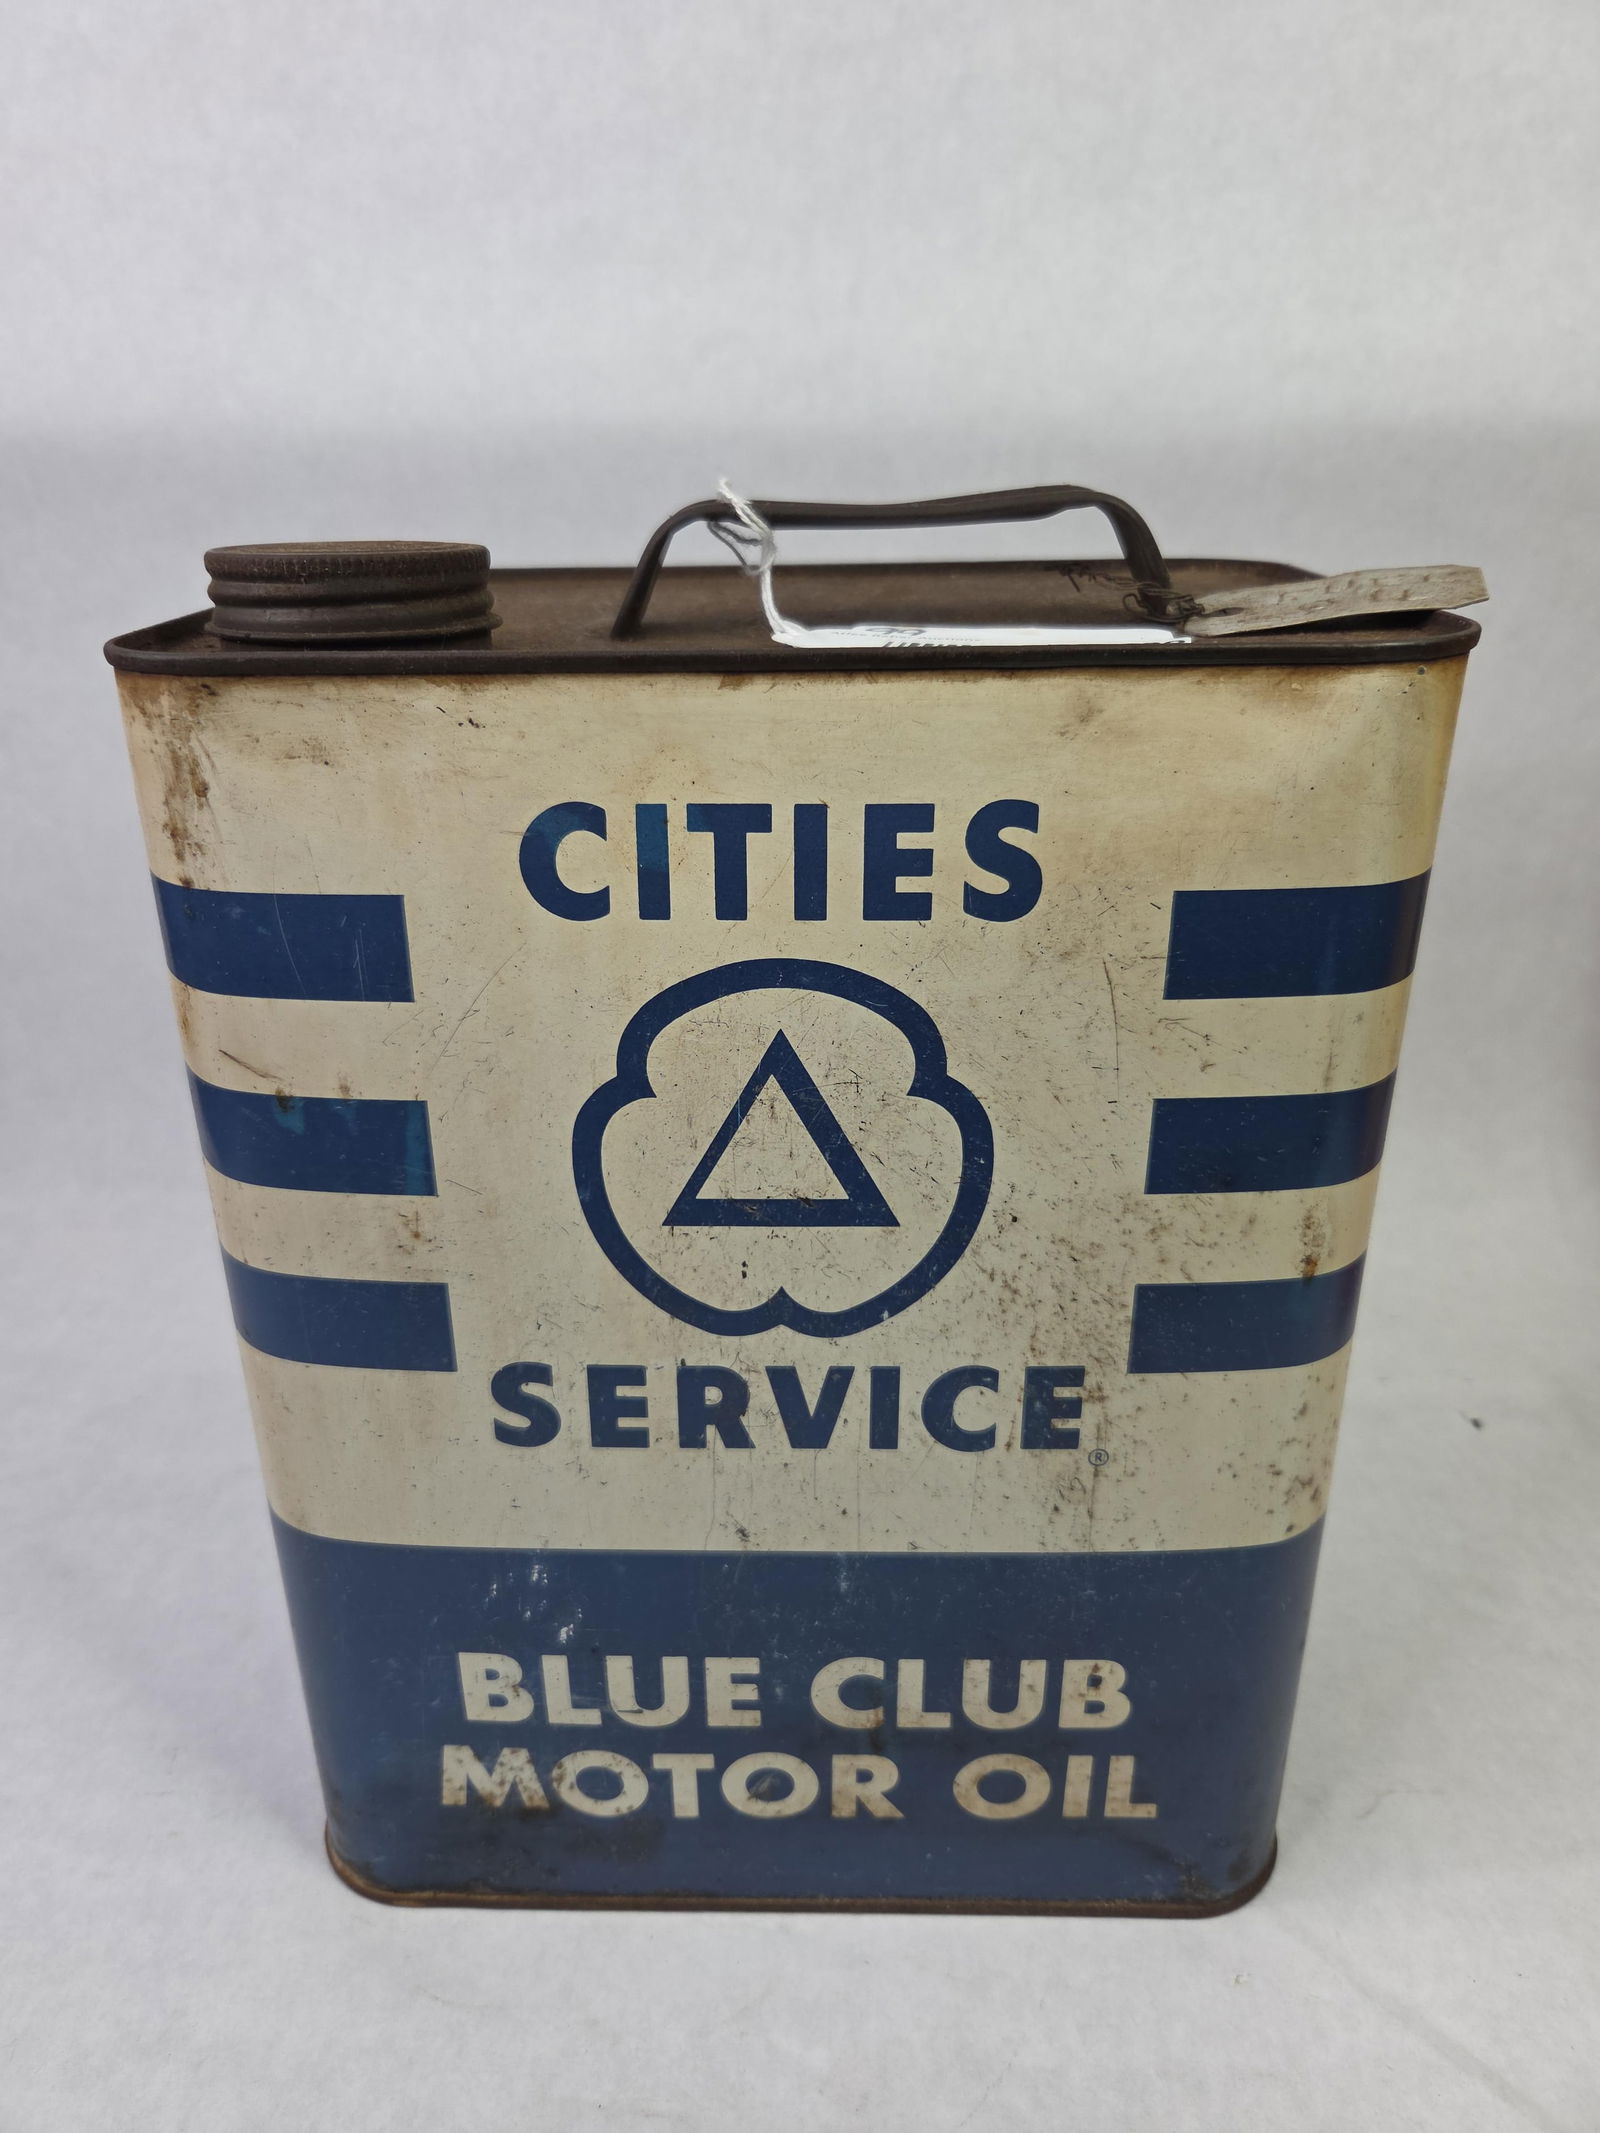 CITIES
SERVICE
®
BLUE CLUB
MOTOR OIL